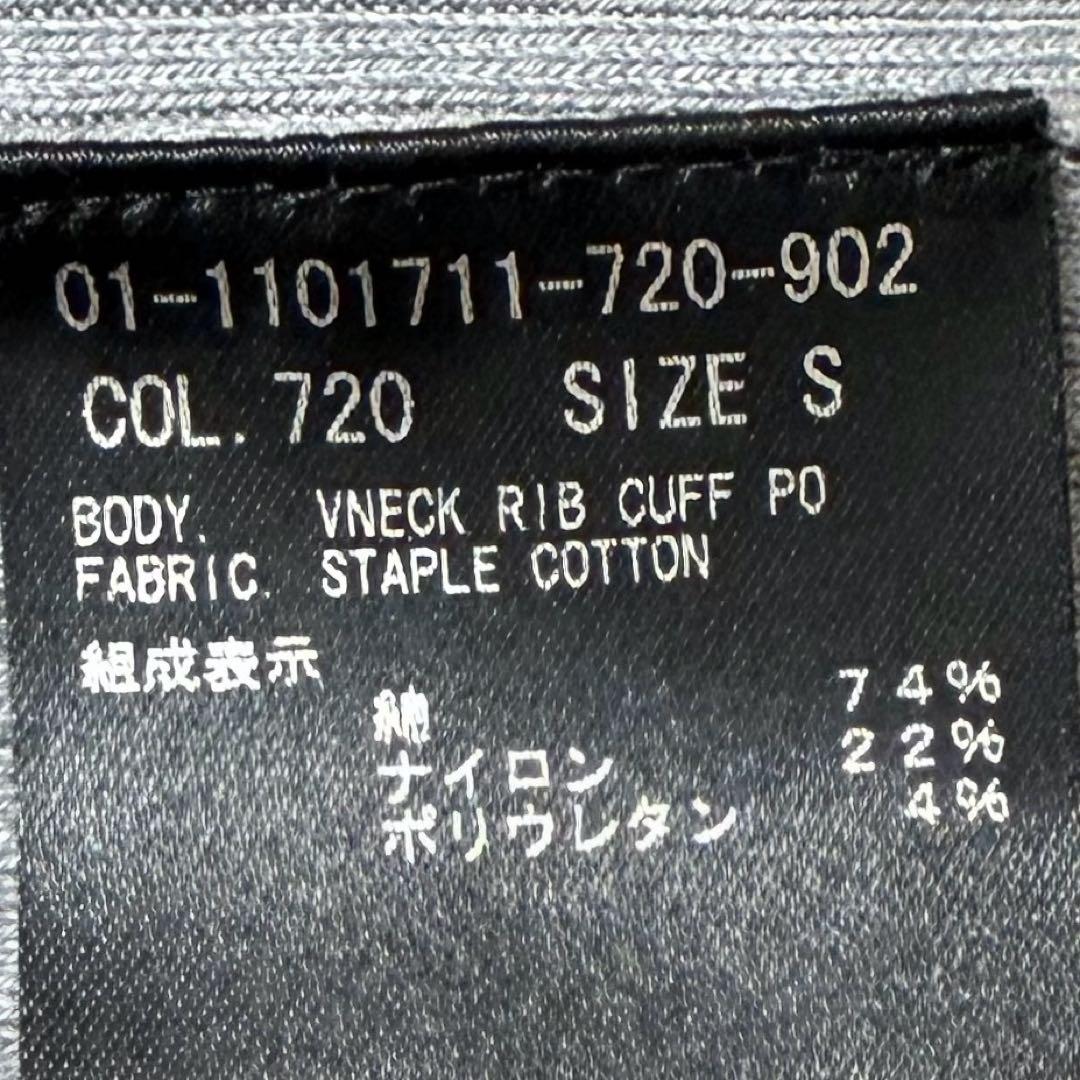 01-1101711-720-902
COL. 720 SIZE S
BODY. VNECK RIB CUFF PO
FABRIC. STAPLE COTTON
組成表示
綿 74%
ナイロン 22%
ポリウレタン 4%